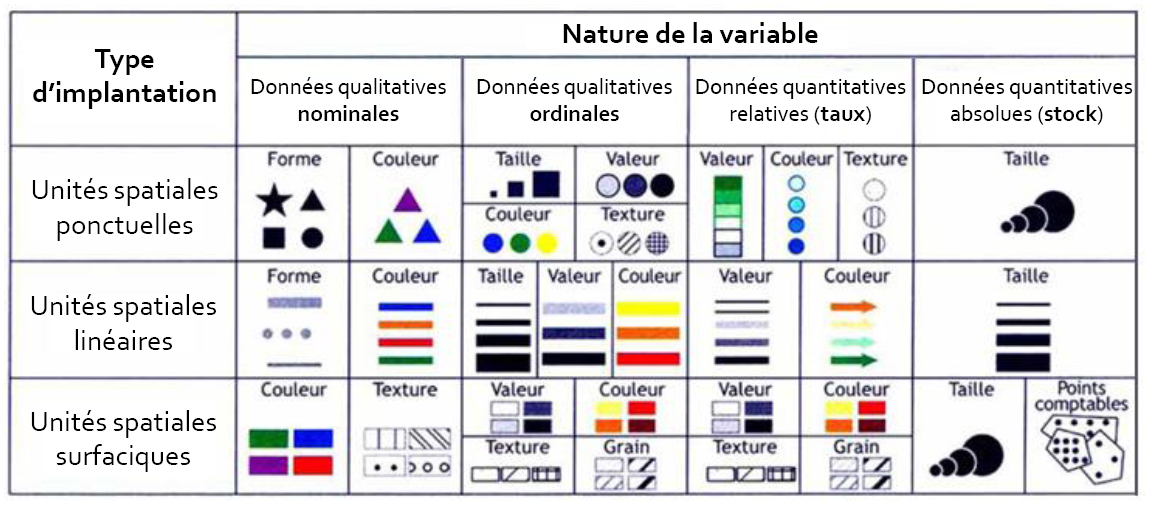 Type
d'implantation
Nature de la variable
Données qualitatives
nominales
Données qualitatives
ordinales
Données quantitatives
relatives (taux)
Données quantitatives
absolues (stock)
Unités spatiales
ponctuelles
Forme
Couleur
Taille
Valeur
Couleur
Texture
Valeur
Couleur
Texture
Taille
Unités spatiales
linéaires
Forme
Couleur
Taille
Valeur
Couleur
Valeur
Couleur
Taille
Unités spatiales
surfaciques
Couleur
Texture
Valeur
Couleur
Texture
Grain
Valeur
Couleur
Texture
Grain
Taille
Points
comptables